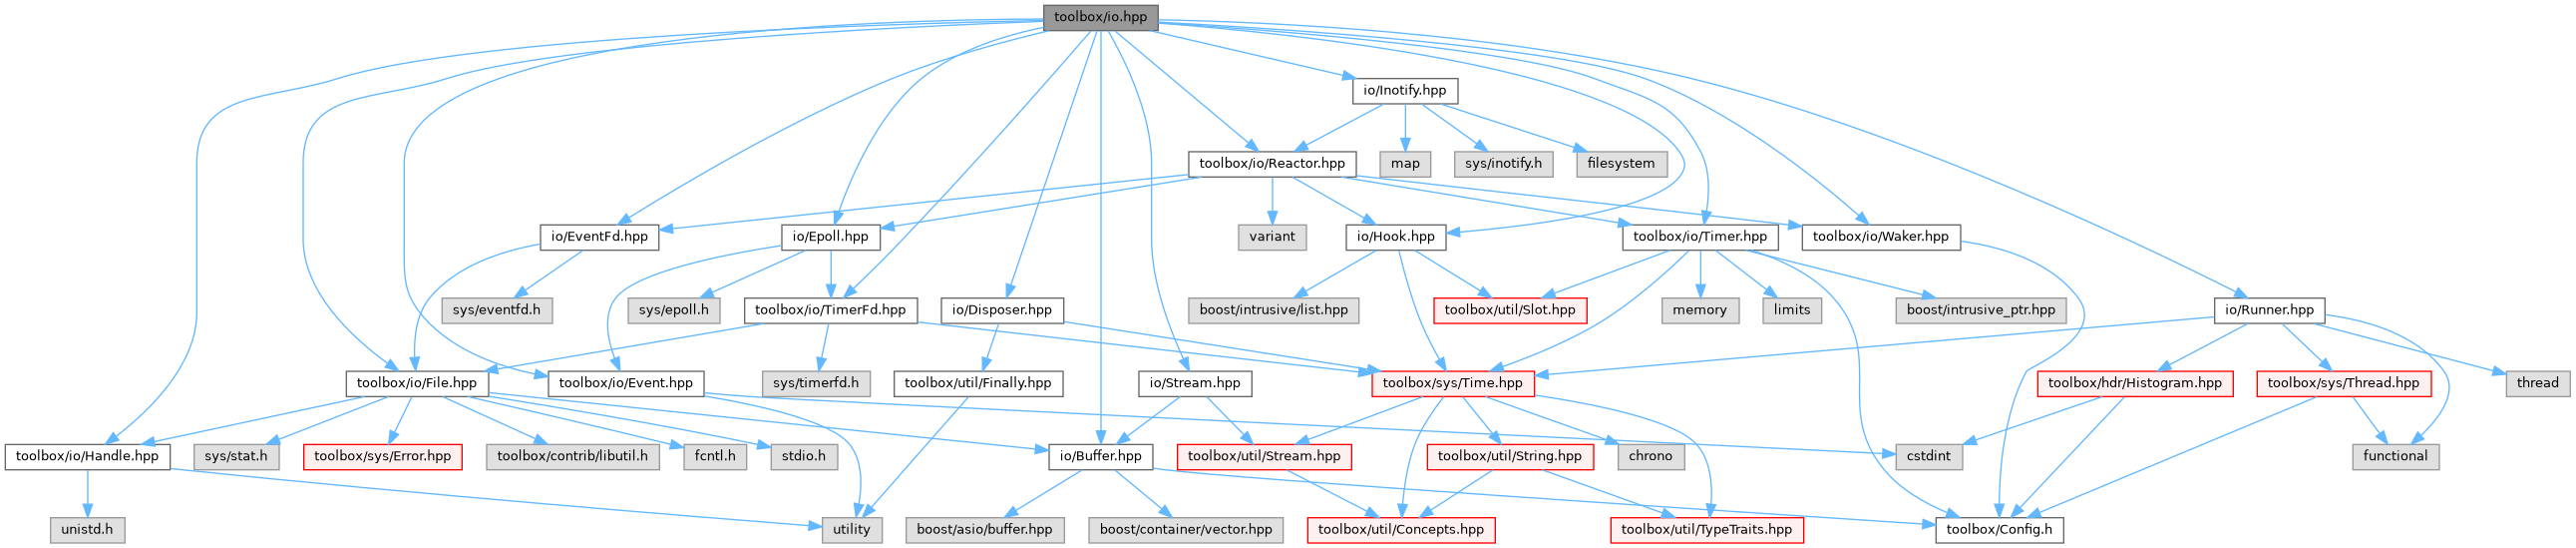 toolbox/io.hpp
io/Inotify.hpp
toolbox/io/Reactor.hpp
map
sys/inotify.h
filesystem
io/EventFd.hpp
io/Epoll.hpp
variant
io/Hook.hpp
toolbox/io/Timer.hpp
toolbox/io/Waker.hpp
sys/eventfd.h
sys/epoll.h
toolbox/io/TimerFd.hpp
io/Disposer.hpp
boost/intrusive/list.hpp
toolbox/util/Slot.hpp
memory
limits
boost/intrusive_ptr.hpp
io/Runner.hpp
toolbox/io/File.hpp
toolbox/io/Event.hpp
sys/timerfd.h
toolbox/util/Finally.hpp
io/Stream.hpp
toolbox/sys/Time.hpp
toolbox/hdr/Histogram.hpp
toolbox/sys/Thread.hpp
thread
toolbox/io/Handle.hpp
sys/stat.h
toolbox/sys/Error.hpp
toolbox/contrib/libutil.h
fcntl.h
stdio.h
io/Buffer.hpp
toolbox/util/Stream.hpp
toolbox/util/String.hpp
chrono
cstdint
functional
unistd.h
utility
boost/asio/buffer.hpp
boost/container/vector.hpp
toolbox/util/Concepts.hpp
toolbox/util/TypeTraits.hpp
toolbox/Config.h